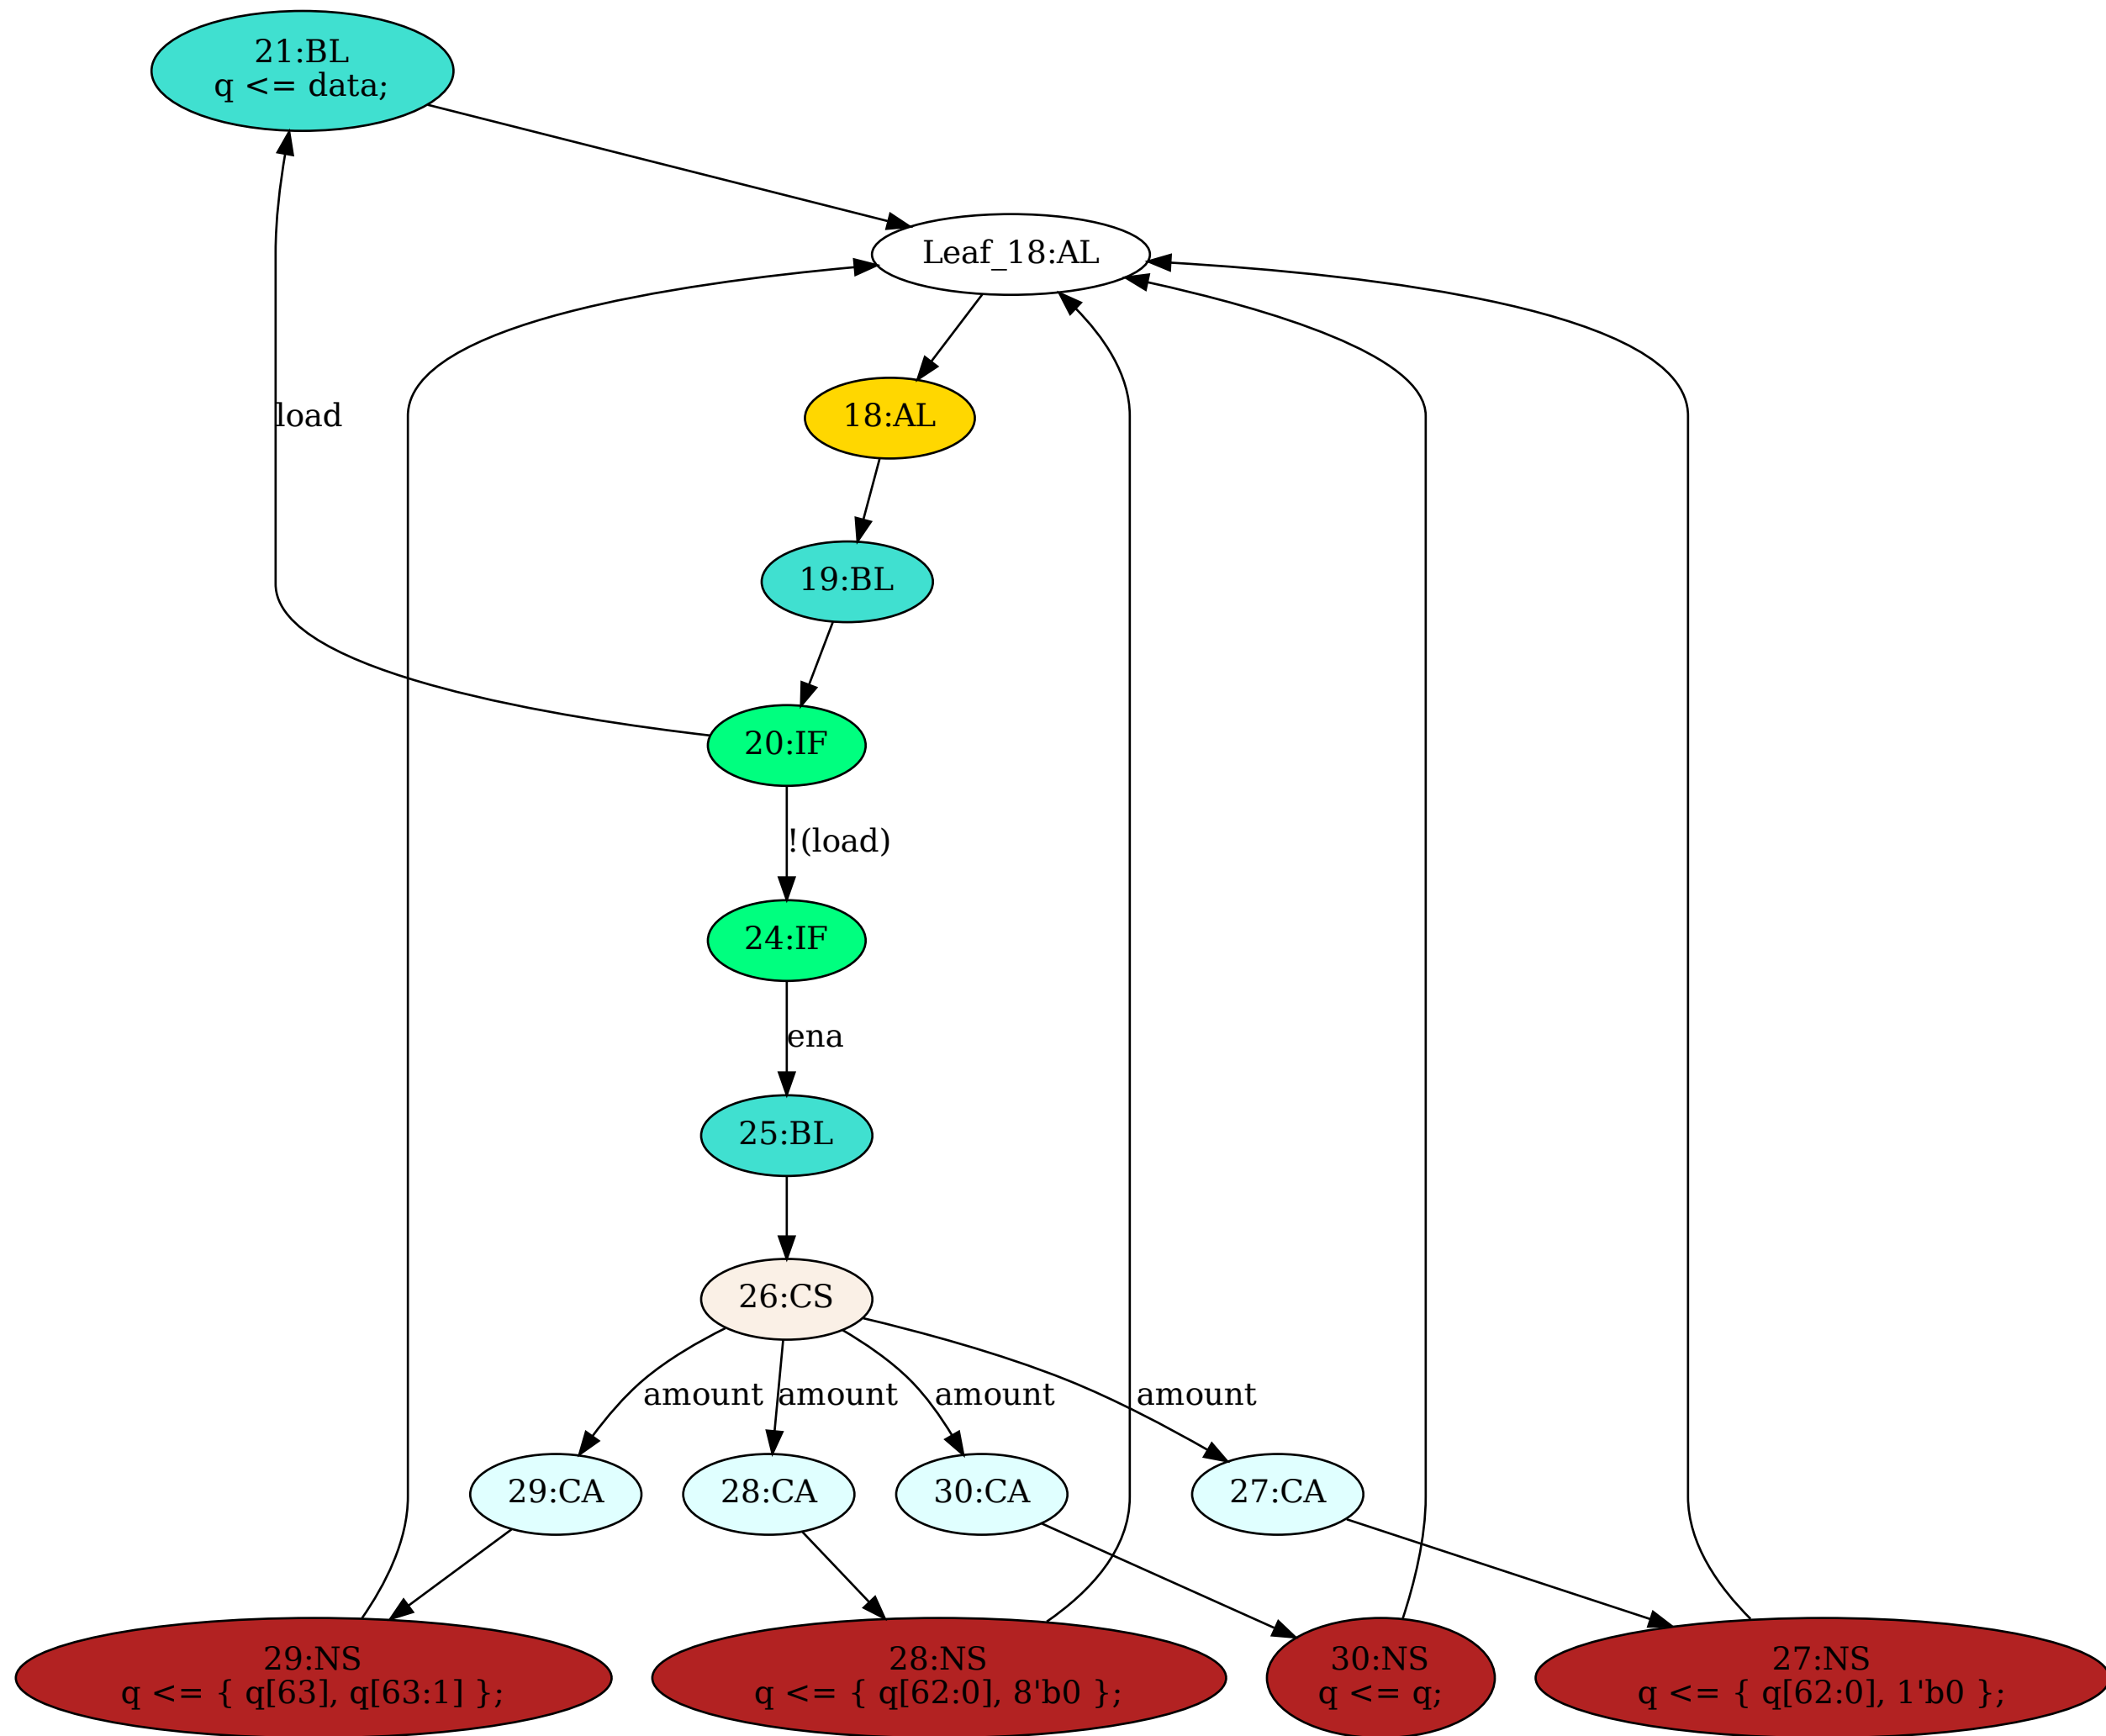 21:BL
q <= data;
Leaf_18:AL
load
18:AL
19:BL
20:IF
!(load)
24:IF
ena
25:BL
26:CS
amount
amount
amount
amount
29:CA
28:CA
30:CA
27:CA
29:NS
q <= { q[63], q[63:1] };
28:NS
q <= { q[62:0], 8'b0 };
30:NS
q <= q;
27:NS
q <= { q[62:0], 1'b0 };